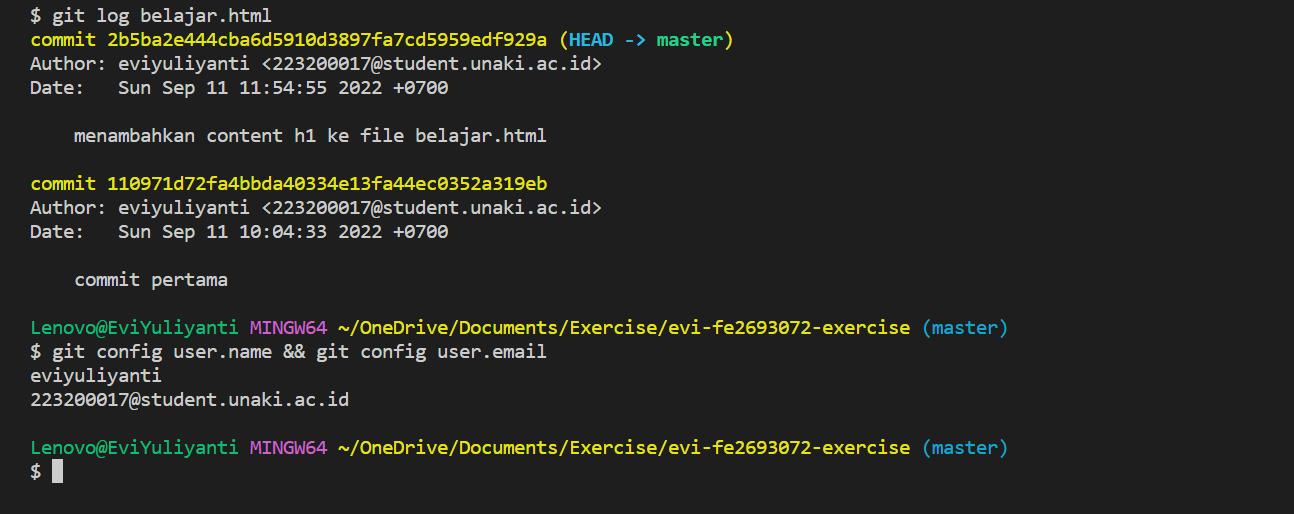 $ git log belajar.html
commit 2b5ba2e444cba6d5910d3897fa7cd5959edf929a (HEAD -> master)
Author: eviyuliyanti <223200017@student.unaki.ac.id>
Date:   Sun Sep 11 11:54:55 2022 +0700
    menambahkan content h1 ke file belajar.html
commit 110971d72fa4bbda40334e13fa44ec0352a319eb
Author: eviyuliyanti <223200017@student.unaki.ac.id>
Date:   Sun Sep 11 10:04:33 2022 +0700
    commit pertama
Lenovo@EviYuliyanti MINGW64 ~/OneDrive/Documents/Exercise/evi-fe2693072-exercise (master)
$ git config user.name && git config user.email
eviyuliyanti
223200017@student.unaki.ac.id
Lenovo@EviYuliyanti MINGW64 ~/OneDrive/Documents/Exercise/evi-fe2693072-exercise (master)
$